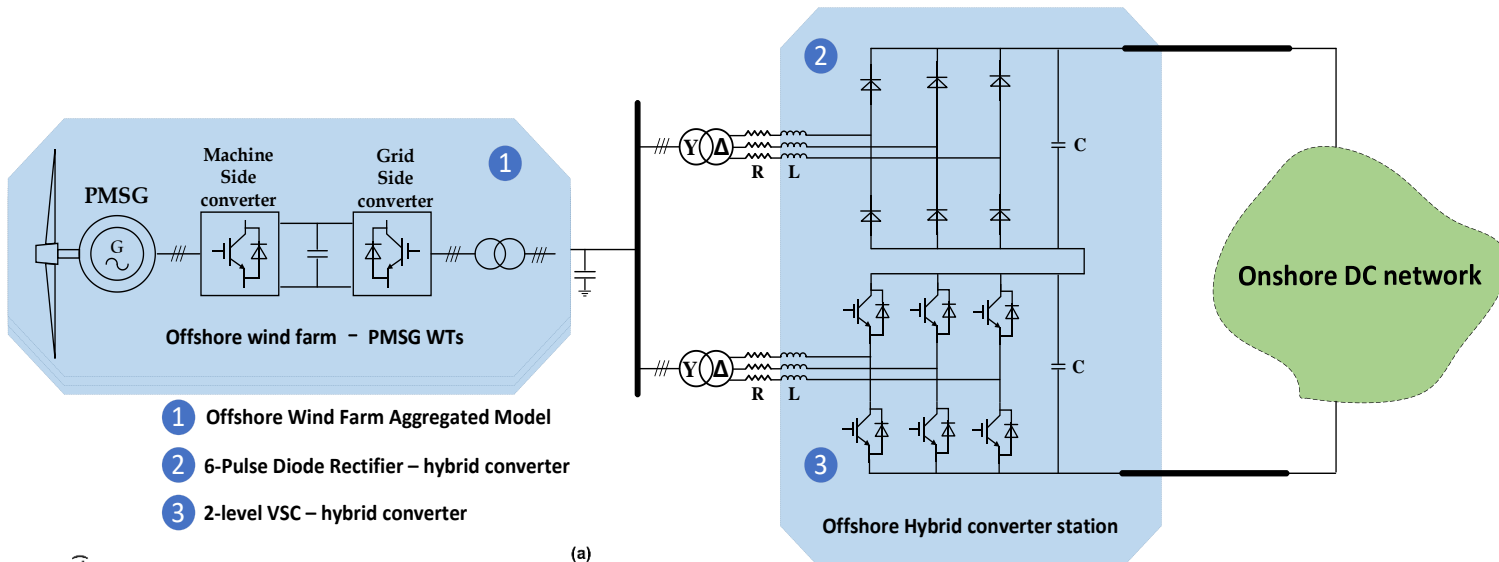 1
PMSG
G
Machine
Side
converter
Grid
Side
converter
Offshore wind farm – PMSG WTs
1 Offshore Wind Farm Aggregated Model
2 6-Pulse Diode Rectifier – hybrid converter
3 2-level VSC – hybrid converter
(a)
Y Δ
R L
Y Δ
R L
2
C
C
3
Offshore Hybrid converter station
Onshore DC network